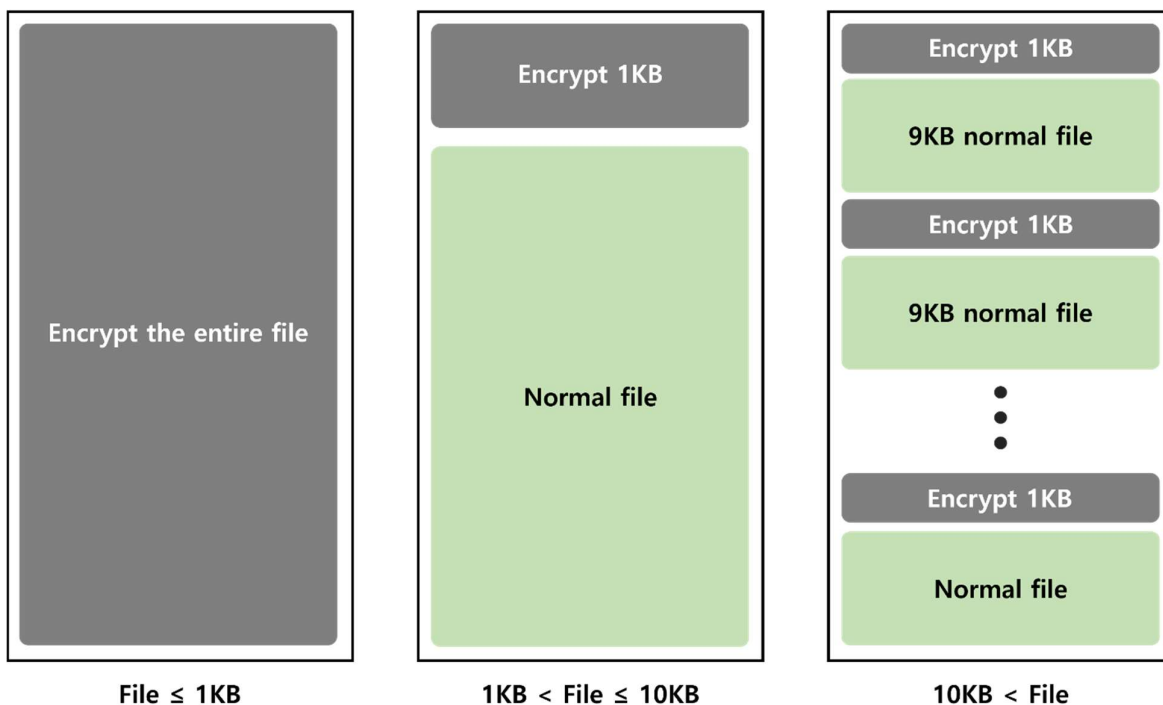 Encrypt the entire file
File ≤ 1KB
Encrypt 1KB
Normal file
1KB < File ≤ 10KB
Encrypt 1KB
9KB normal file
Encrypt 1KB
9KB normal file
Encrypt 1KB
Normal file
10KB < File